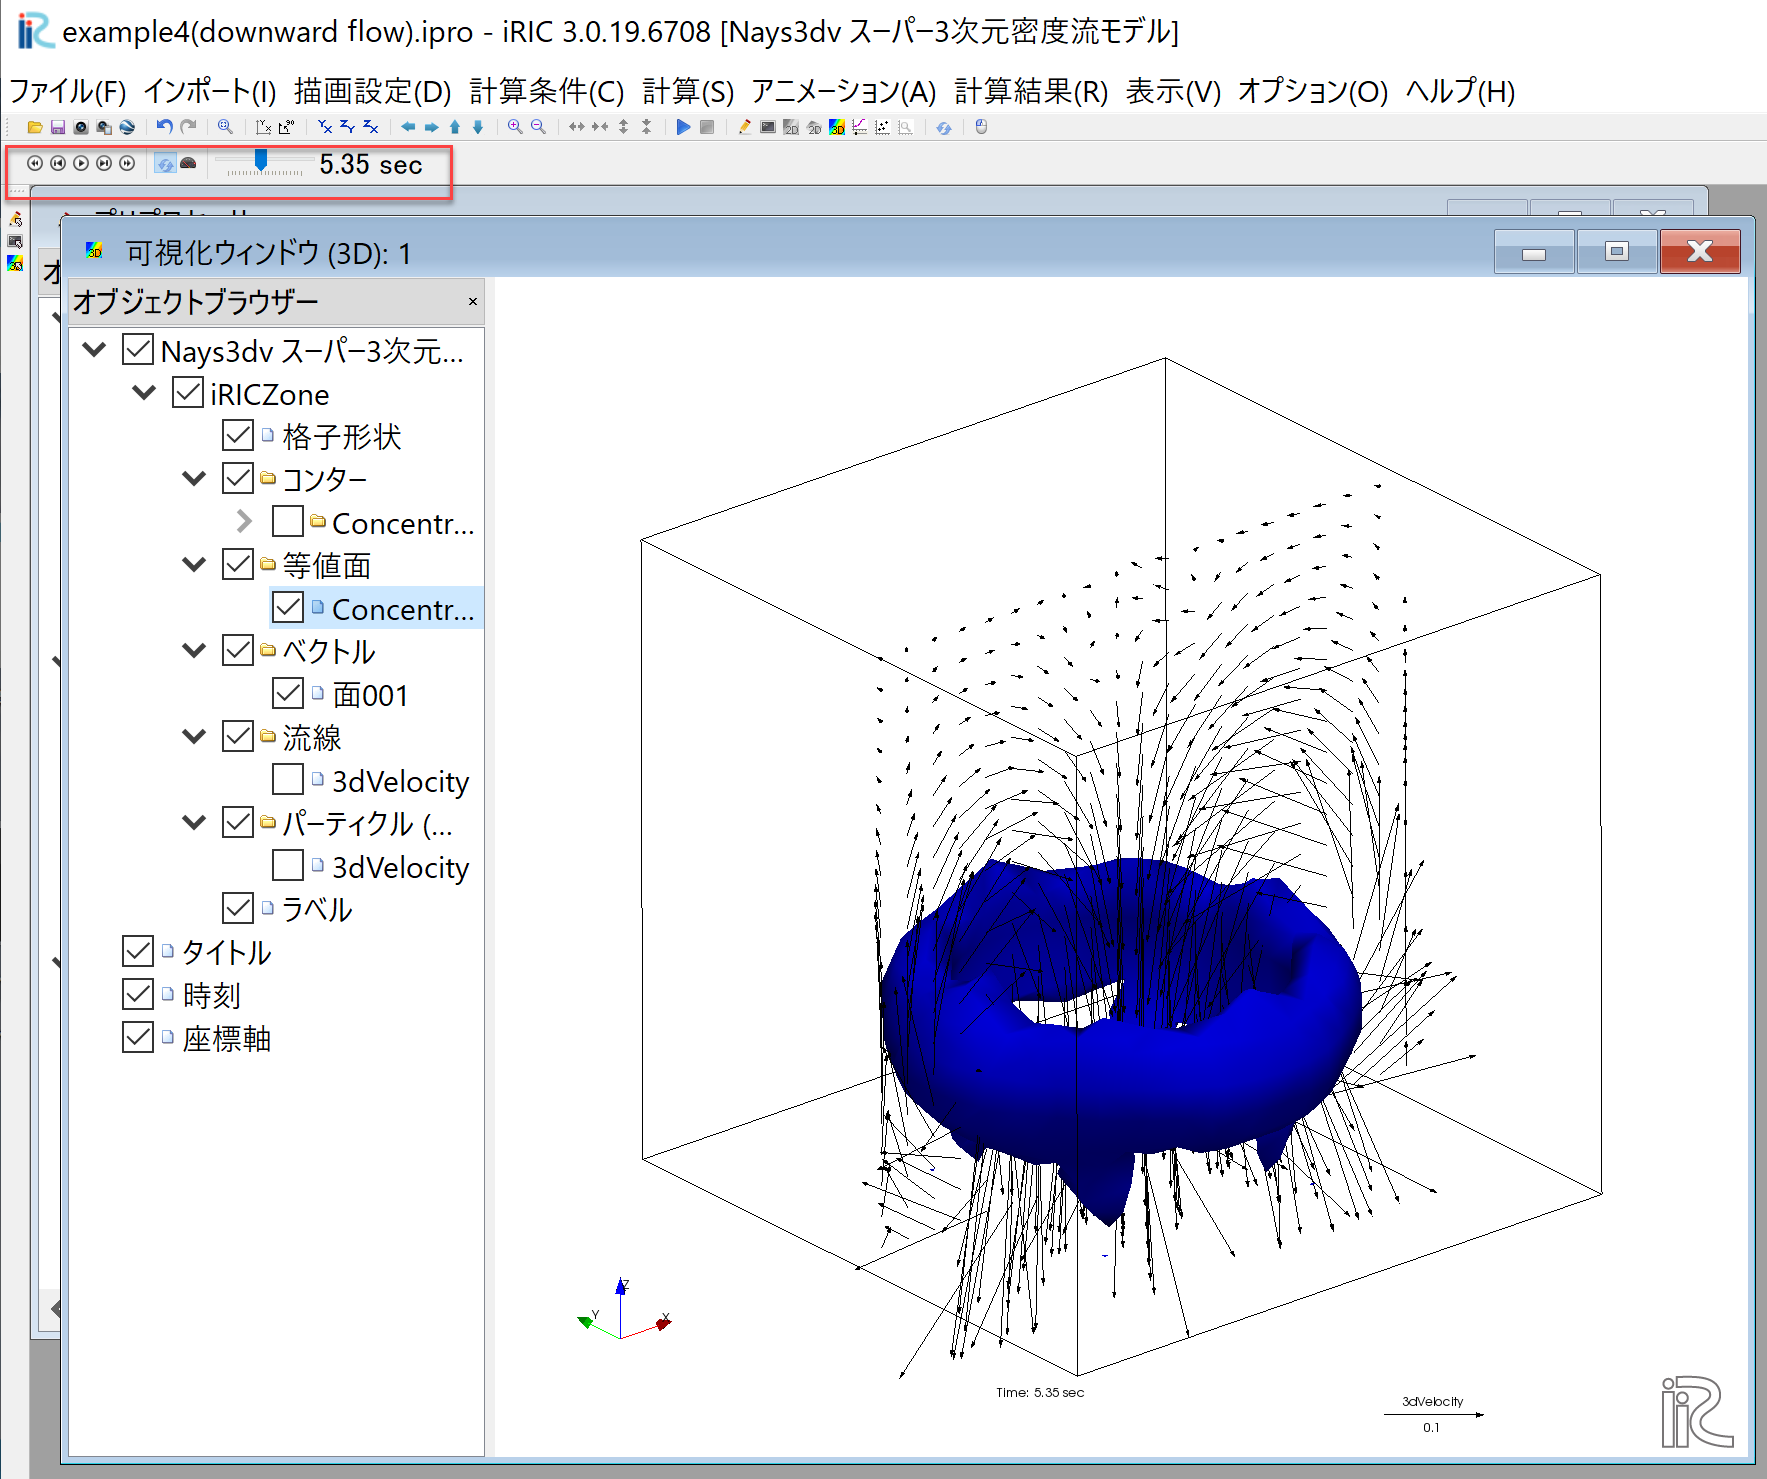 example4(downward flow).ipro - iRIC 3.0.19.6708 [Nays3dv スーパー3次元密度流モデル]
ファイル(F) インポート(I) 描画設定(D) 計算条件(C) 計算(S) アニメーション(A) 計算結果(R) 表示(V) オプション(O) ヘルプ(H)
5.35 sec
可視化ウィンドウ (3D): 1
オブジェクトブラウザー
Nays3dv スーパー3次元...
iRICZone
格子形状
コンター
Concentr...
等値面
Concentr...
ベクトル
面001
流線
3dVelocity
パーティクル (...
3dVelocity
ラベル
タイトル
時刻
座標軸
Z
Y
X
Time: 5.35 sec
3dVelocity
0.1
iRIC